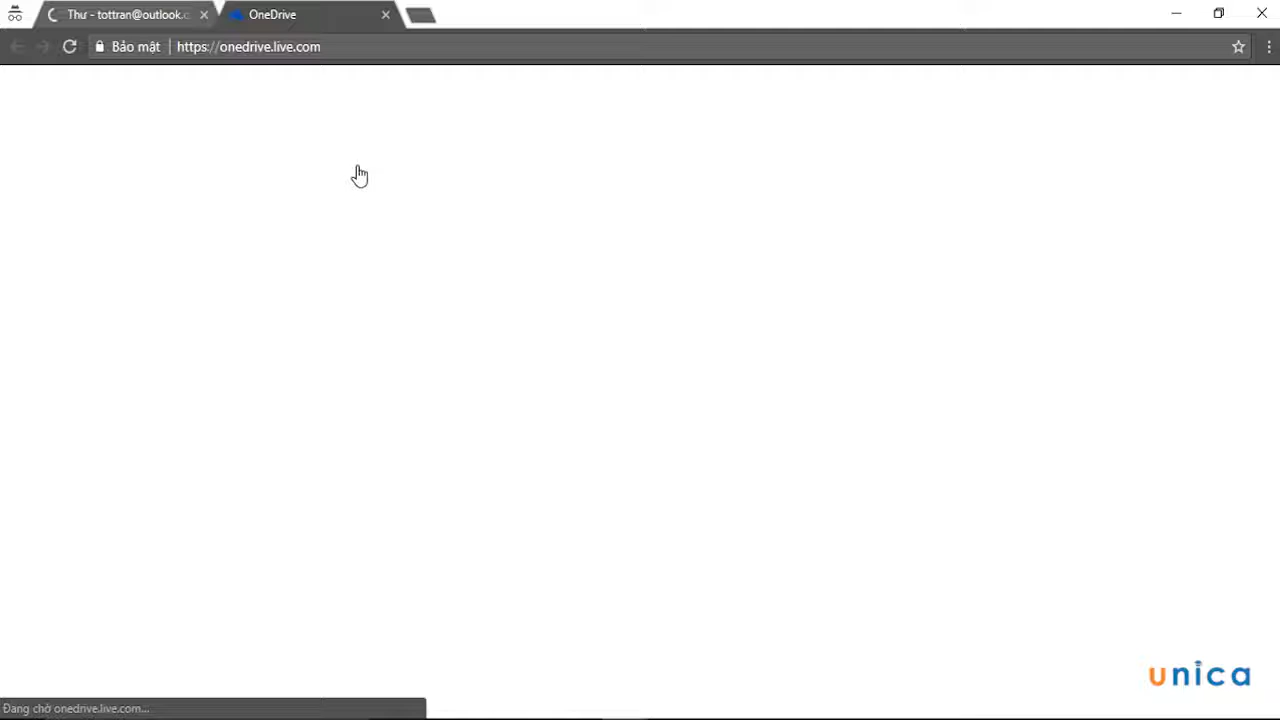 Thư - tottran@outlook.c
OneDrive
Bảo mật
https://onedrive.live.com
unica
Đang chờ onedrive.live.com...